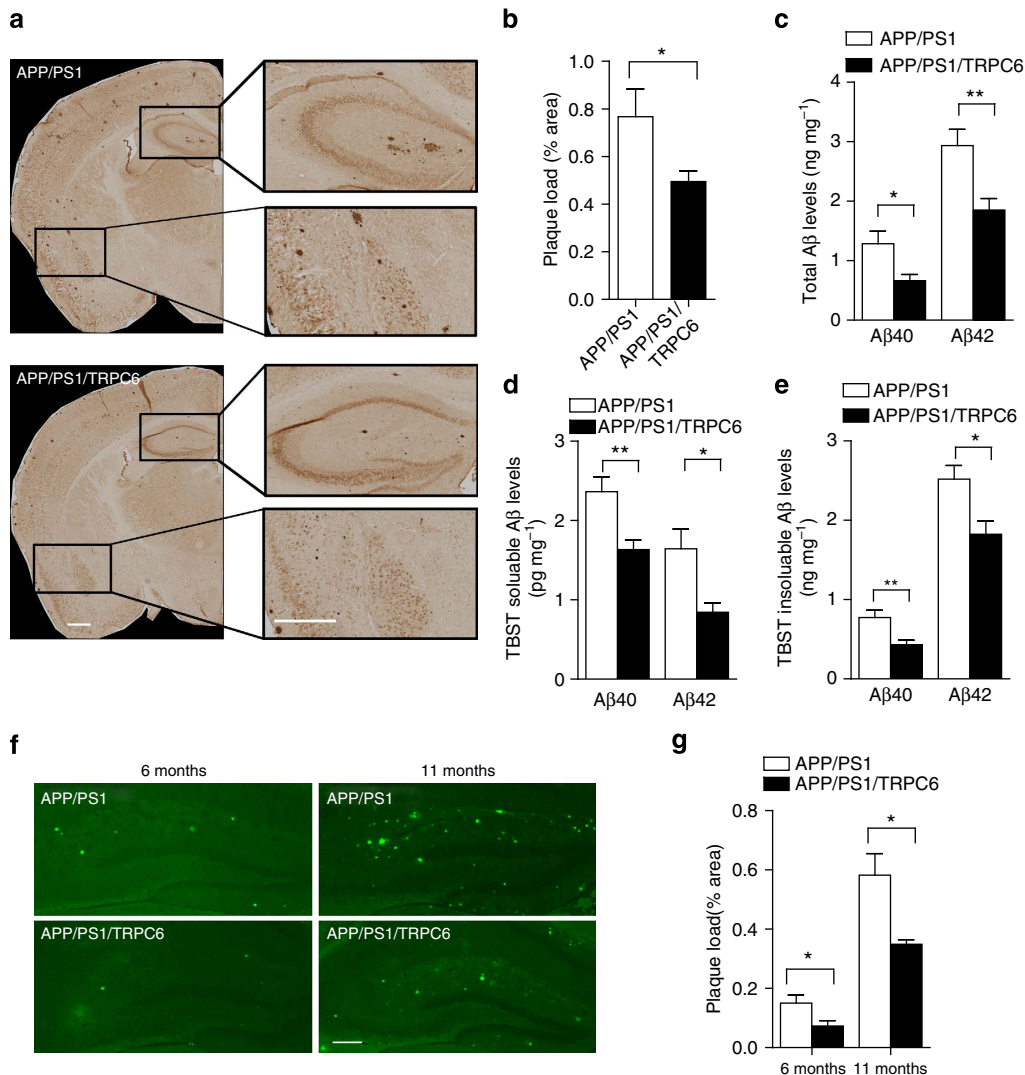 a
APP/PS1
APP/PS1/TRPC6
b
*
Plaque load (% area)
0.0
0.2
0.4
0.6
0.8
1.0
APP/PS1
APP/PS1/
TRPC6
c
APP/PS1
APP/PS1/TRPC6
Total Aβ levels (ng mg⁻¹)
0
1
2
3
4
*
**
Aβ40
Aβ42
d
APP/PS1
APP/PS1/TRPC6
TBST soluable Aβ levels
(pg mg⁻¹)
0
1
2
3
**
*
Aβ40
Aβ42
e
APP/PS1
APP/PS1/TRPC6
TBST insoluable Aβ levels
(ng mg⁻¹)
0
1
2
3
**
*
Aβ40
Aβ42
f
6 months
11 months
APP/PS1
APP/PS1
APP/PS1/TRPC6
APP/PS1/TRPC6
g
APP/PS1
APP/PS1/TRPC6
Plaque load(% area)
0.0
0.2
0.4
0.6
0.8
*
*
6 months
11 months